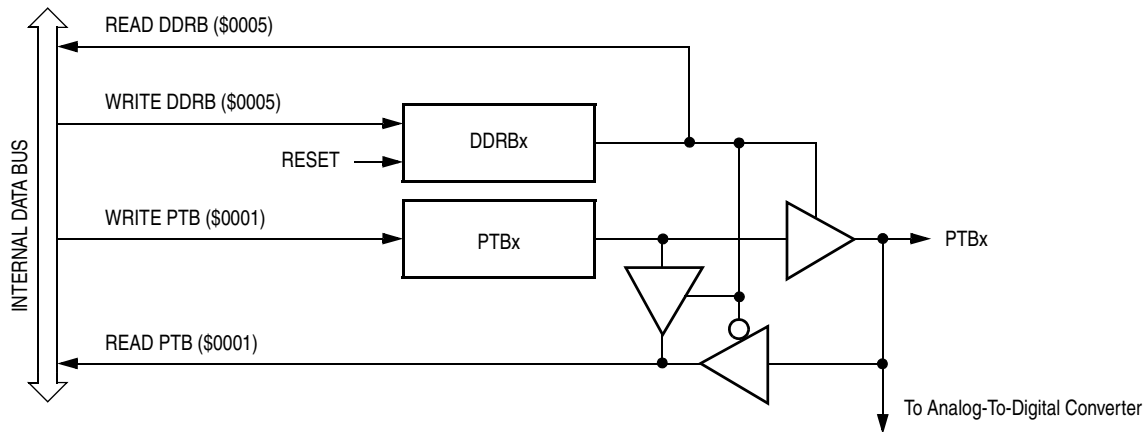 READ DDRB ($0005)
WRITE DDRB ($0005)
DDRBx
RESET
INTERNAL DATA BUS
WRITE PTB ($0001)
PTBx
PTBx
READ PTB ($0001)
To Analog-To-Digital Converter